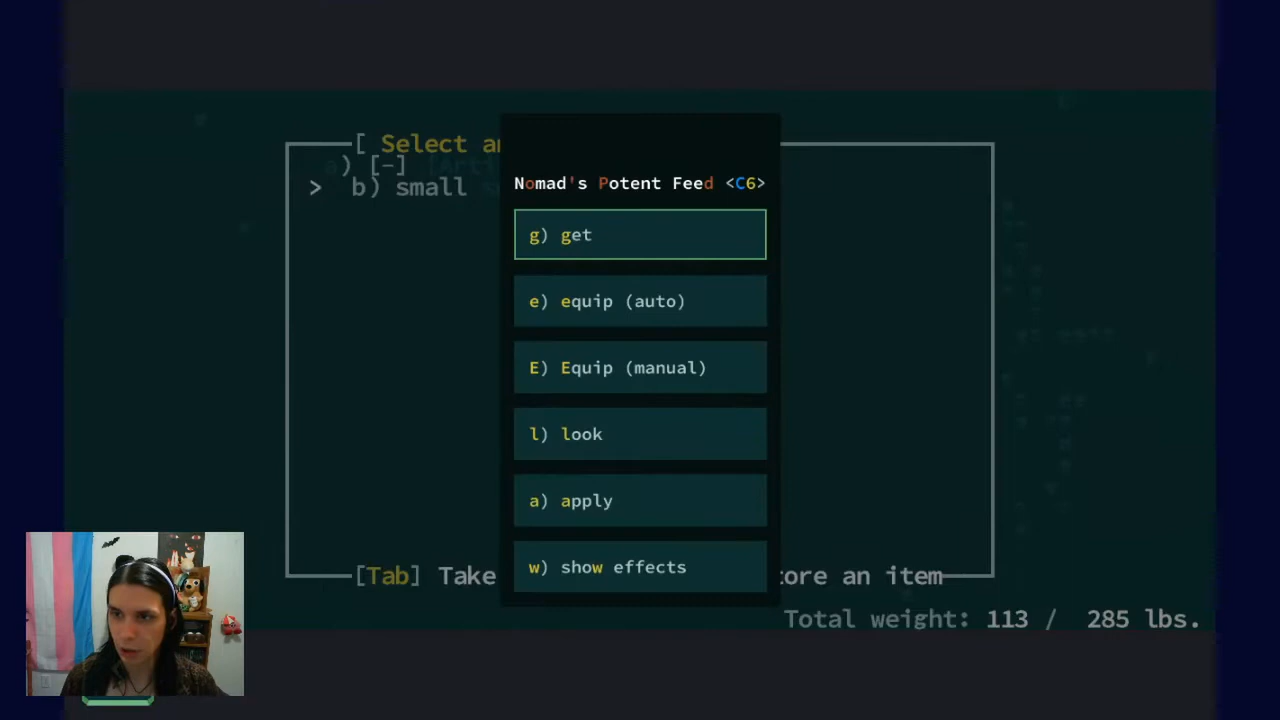 [ Select an
a) [-] [Arti
> b) small
Nomad's Potent Feed <C6>
g) get
e) equip (auto)
E) Equip (manual)
l) look
a) apply
w) show effects
[Tab] Take
ore an item
Total weight: 113 / 285 lbs.